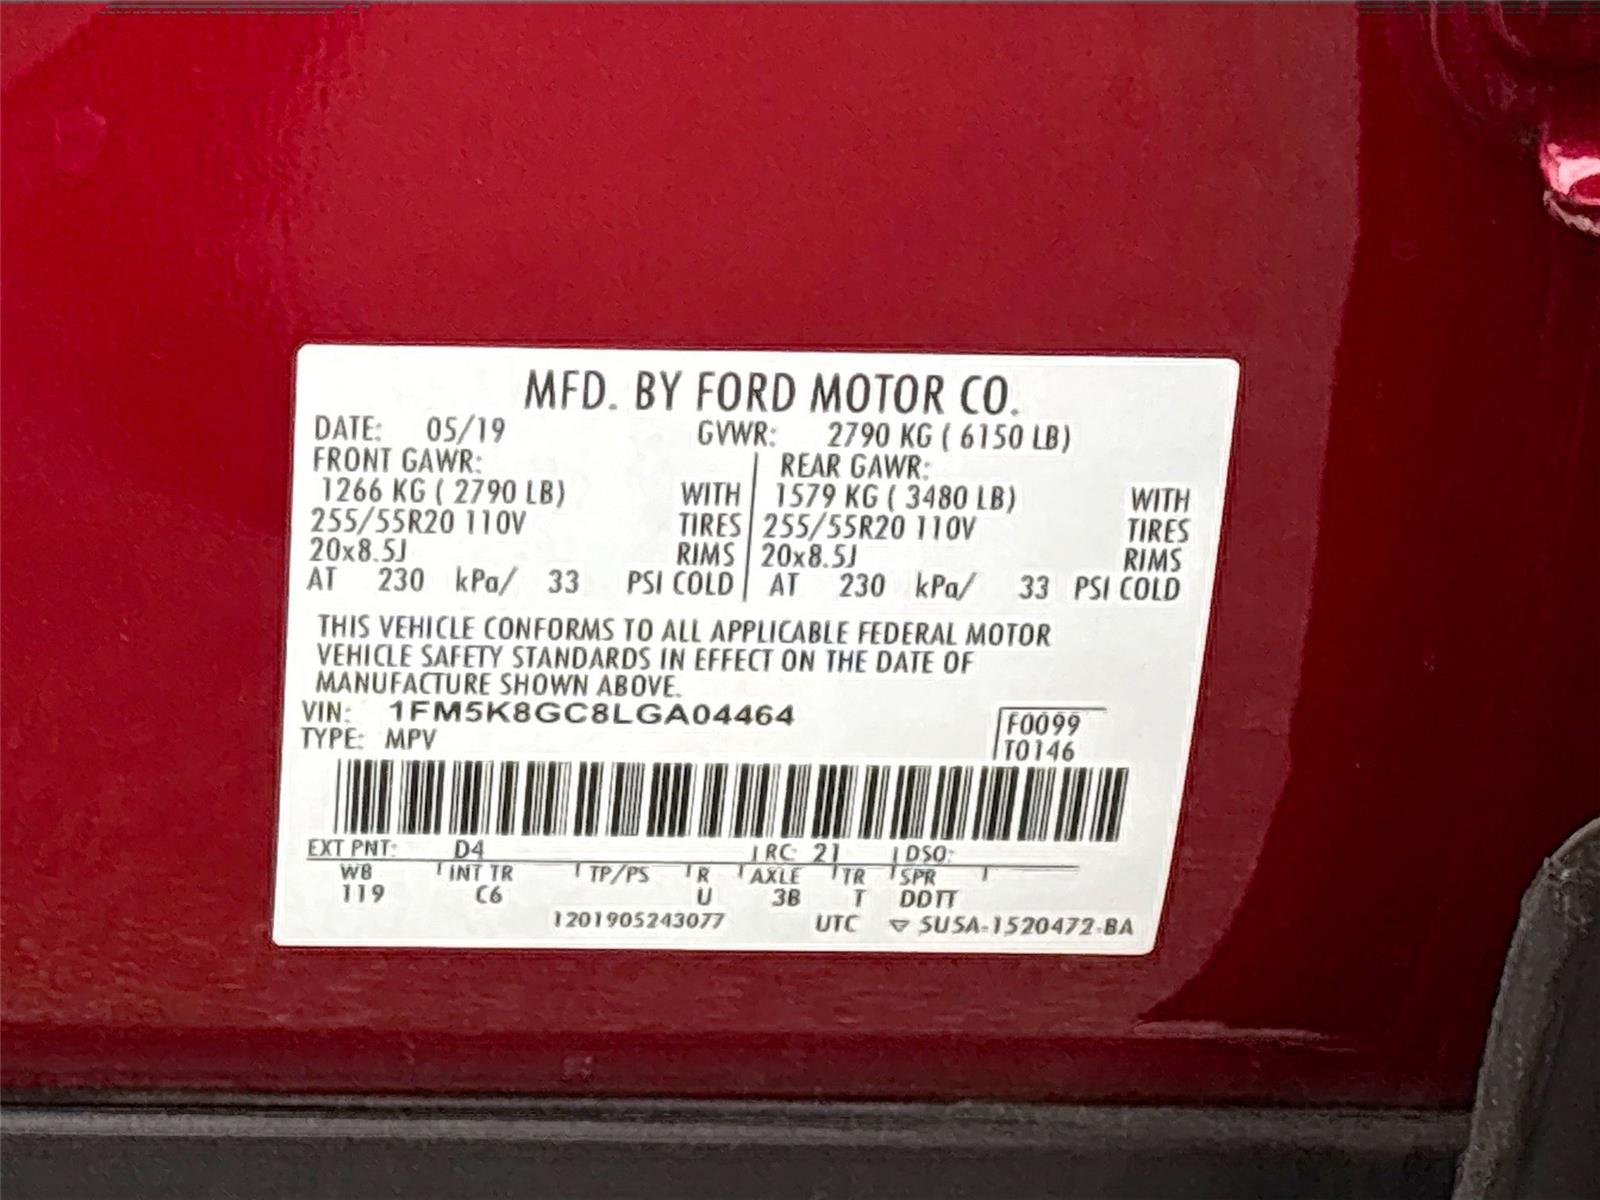 MFD. BY FORD MOTOR CO.
DATE: 05/19 GVWR: 2790 KG ( 6150 LB)
FRONT GAWR: REAR GAWR:
1266 KG ( 2790 LB) WITH 1579 KG ( 3480 LB) WITH
255/55R20 110V TIRES 255/55R20 110V TIRES
20x8.5J RIMS 20x8.5J RIMS
AT 230 kPa/ 33 PSI COLD AT 230 kPa/ 33 PSI COLD
THIS VEHICLE CONFORMS TO ALL APPLICABLE FEDERAL MOTOR
VEHICLE SAFETY STANDARDS IN EFFECT ON THE DATE OF
MANUFACTURE SHOWN ABOVE.
VIN: 1FM5K8GC8LGA04464 F0099
TYPE: MPV T0146
EXT PNT: D4 RC: 21 DSO:
WB INT TR TP/PS R AXLE TR SPR
119 C6 U 3B T DDTT
1201905243077 UTC ▽ 5U5A-1520472-BA